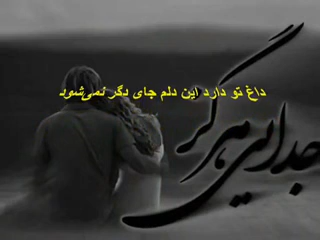 داغ تو دارد این دلم جای دگر نمی‌شود
جدایی هرگز